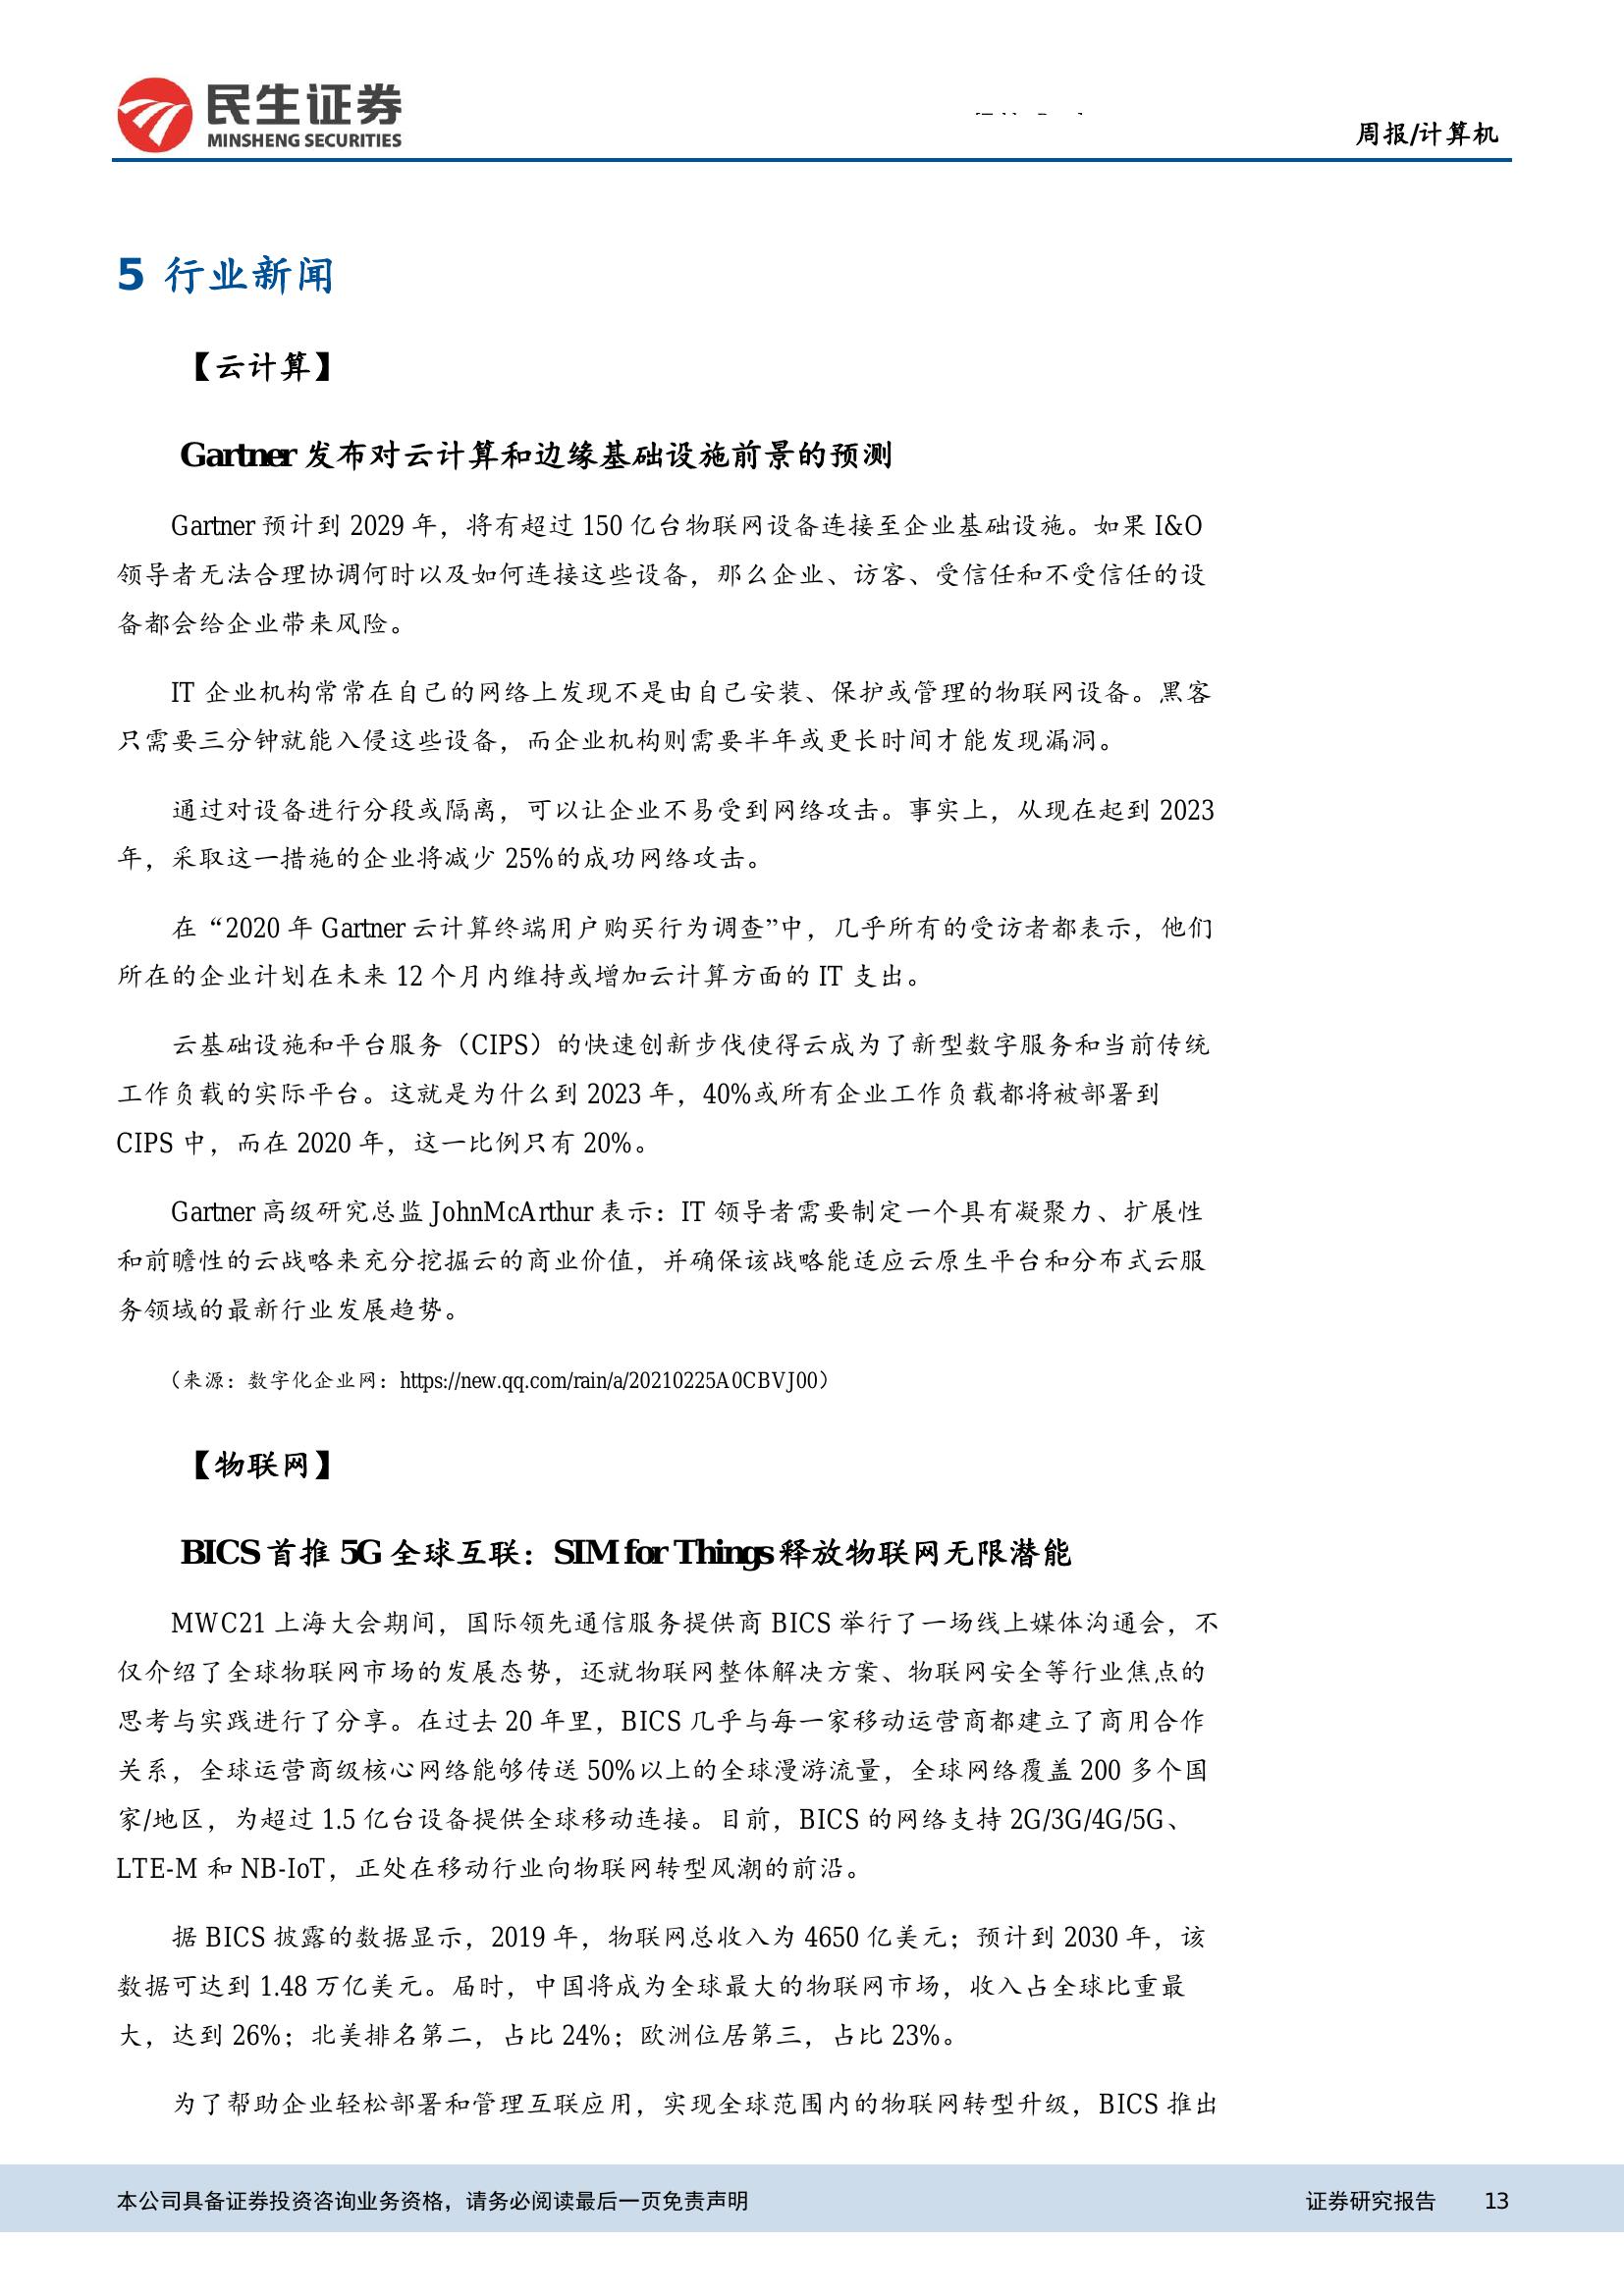 民生证券
MINSHENG SECURITIES
周报/计算机
5 行业新闻
【云计算】
Gartner 发布对云计算和边缘基础设施前景的预测
Gartner 预计到 2029 年，将有超过 150 亿台物联网设备连接至企业基础设施。如果 I&O
领导者无法合理协调何时以及如何连接这些设备，那么企业、访客、受信任和不受信任的设
备都会给企业带来风险。
IT 企业机构常常在自己的网络上发现不是由自己安装、保护或管理的物联网设备。黑客
只需要三分钟就能入侵这些设备，而企业机构则需要半年或更长时间才能发现漏洞。
通过对设备进行分段或隔离，可以让企业不易受到网络攻击。事实上，从现在起到 2023
年，采取这一措施的企业将减少 25%的成功网络攻击。
在“2020 年 Gartner 云计算终端用户购买行为调查”中，几乎所有的受访者都表示，他们
所在的企业计划在未来 12 个月内维持或增加云计算方面的 IT 支出。
云基础设施和平台服务（CIPS）的快速创新步伐使得云成为了新型数字服务和当前传统
工作负载的实际平台。这就是为什么到 2023 年，40%或所有企业工作负载都将被部署到
CIPS 中，而在 2020 年，这一比例只有 20%。
Gartner 高级研究总监 JohnMcArthur 表示：IT 领导者需要制定一个具有凝聚力、扩展性
和前瞻性的云战略来充分挖掘云的商业价值，并确保该战略能适应云原生平台和分布式云服
务领域的最新行业发展趋势。
（来源：数字化企业网：https://new.qq.com/rain/a/20210225A0CBVJ00）
【物联网】
BICS 首推 5G 全球互联：SIM for Things 释放物联网无限潜能
MWC21 上海大会期间，国际领先通信服务提供商 BICS 举行了一场线上媒体沟通会，不
仅介绍了全球物联网市场的发展态势，还就物联网整体解决方案、物联网安全等行业焦点的
思考与实践进行了分享。在过去 20 年里，BICS 几乎与每一家移动运营商都建立了商用合作
关系，全球运营商级核心网络能够传送 50%以上的全球漫游流量，全球网络覆盖 200 多个国
家/地区，为超过 1.5 亿台设备提供全球移动连接。目前，BICS 的网络支持 2G/3G/4G/5G、
LTE-M 和 NB-IoT，正处在移动行业向物联网转型风潮的前沿。
据 BICS 披露的数据显示，2019 年，物联网总收入为 4650 亿美元；预计到 2030 年，该
数据可达到 1.48 万亿美元。届时，中国将成为全球最大的物联网市场，收入占全球比重最
大，达到 26%；北美排名第二，占比 24%；欧洲位居第三，占比 23%。
为了帮助企业轻松部署和管理互联应用，实现全球范围内的物联网转型升级，BICS 推出
本公司具备证券投资咨询业务资格，请务必阅读最后一页免责声明
证券研究报告 13